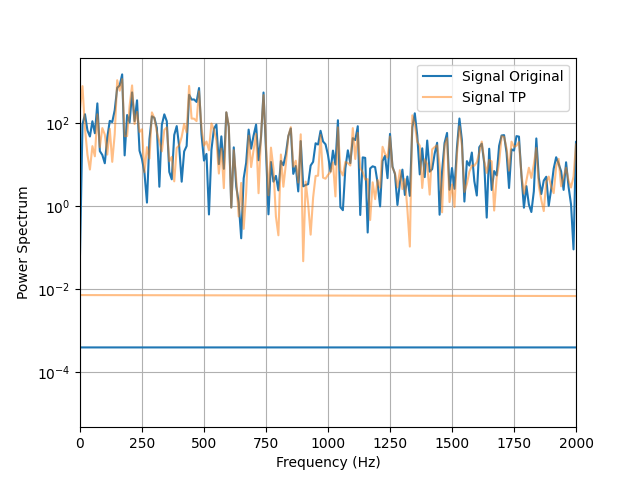 Signal Original
Signal TP
Power Spectrum
10²
10⁰
10⁻²
10⁻⁴
0 250 500 750 1000 1250 1500 1750 2000
Frequency (Hz)